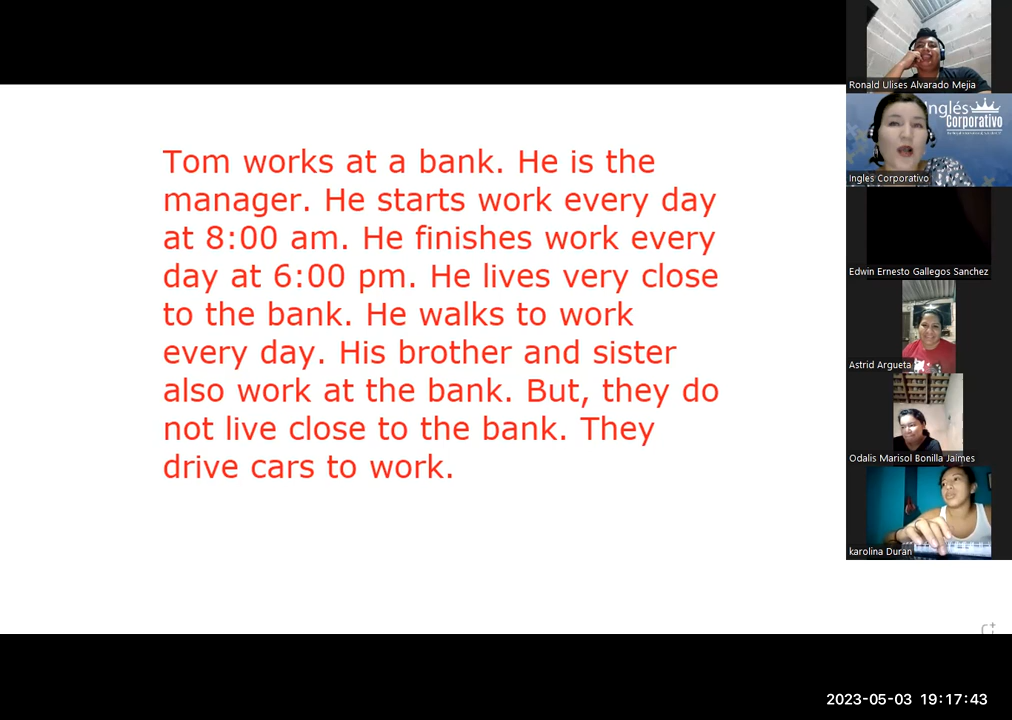 Tom works at a bank. He is the
manager. He starts work every day
at 8:00 am. He finishes work every
day at 6:00 pm. He lives very close
to the bank. He walks to work
every day. His brother and sister
also work at the bank. But, they do
not live close to the bank. They
drive cars to work.
Ronald Ulises Alvarado Mejia
Inglés
Corporativo
Ingles Corporativo
Edwin Ernesto Gallegos Sanchez
Astrid Argueta
Odalis Marisol Bonilla Jaimes
karolina Duran
2023-05-03 19:17:43